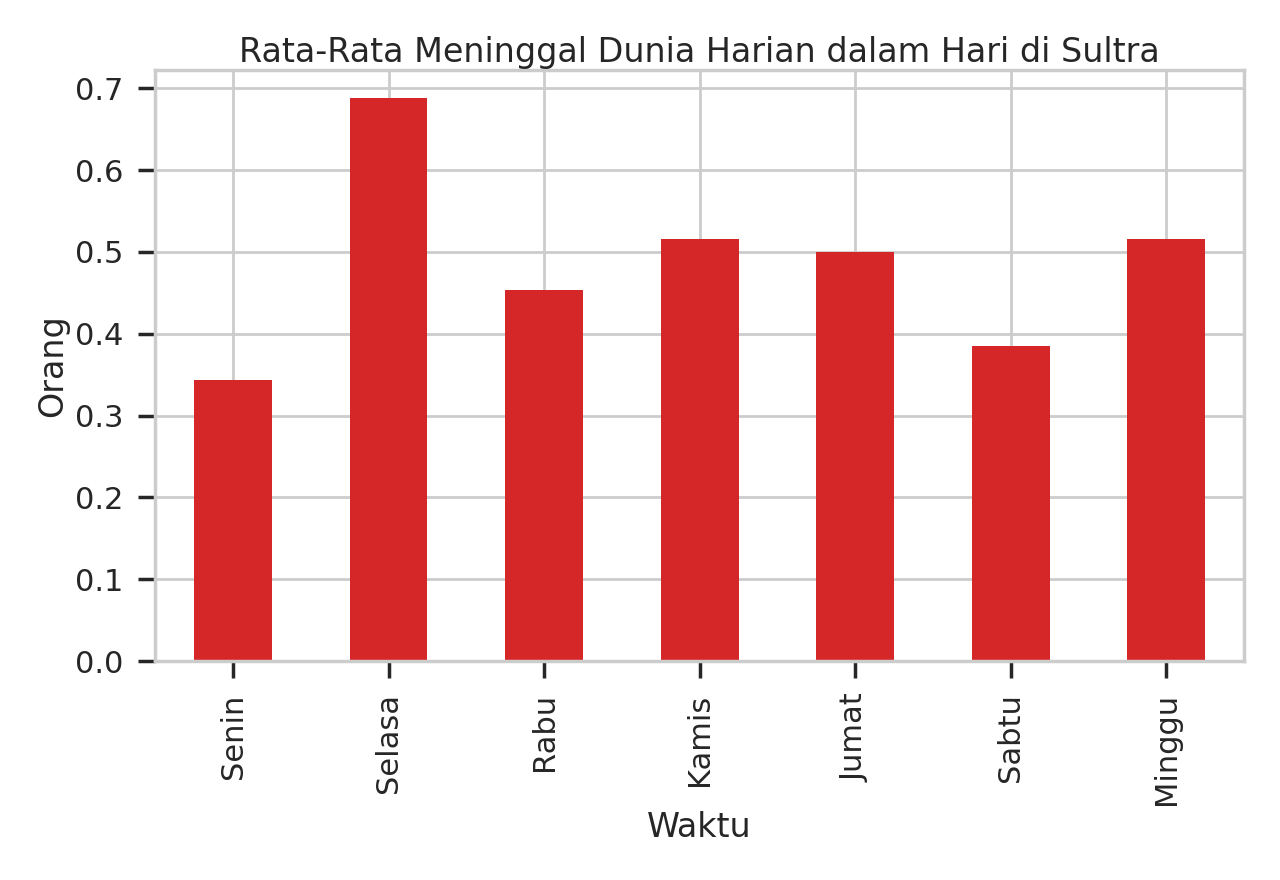 Rata-Rata Meninggal Dunia Harian dalam Hari di Sultra
0.7
0.6
0.5
0.4
0.3
0.2
0.1
0.0
Orang
Senin
Selasa
Rabu
Kamis
Jumat
Sabtu
Minggu
Waktu